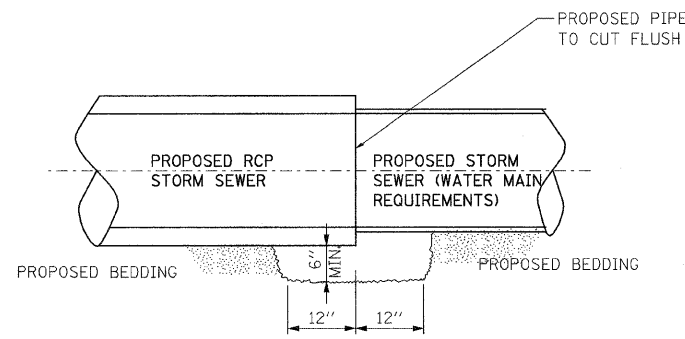 PROPOSED PIPE
TO CUT FLUSH
PROPOSED RCP
STORM SEWER
PROPOSED STORM
SEWER (WATER MAIN
REQUIREMENTS)
PROPOSED BEDDING
6"
MIN.
PROPOSED BEDDING
12"
12"